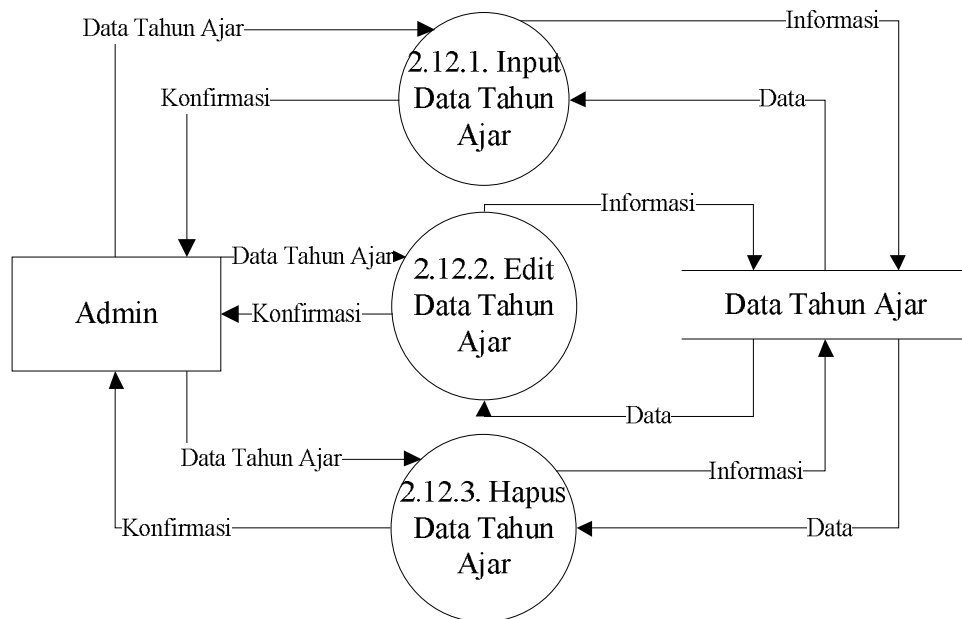 Data Tahun Ajar
Informasi
2.12.1. Input
Data Tahun
Ajar
Konfirmasi
Data
Informasi
Data Tahun Ajar
2.12.2. Edit
Data Tahun
Ajar
Admin
Konfirmasi
Data Tahun Ajar
Data
Data Tahun Ajar
Informasi
2.12.3. Hapus
Data Tahun
Ajar
Konfirmasi
Data